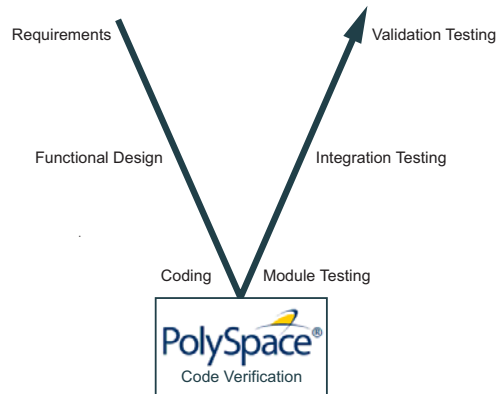 Requirements
Validation Testing
Functional Design
Integration Testing
Coding
Module Testing
PolySpace®
Code Verification